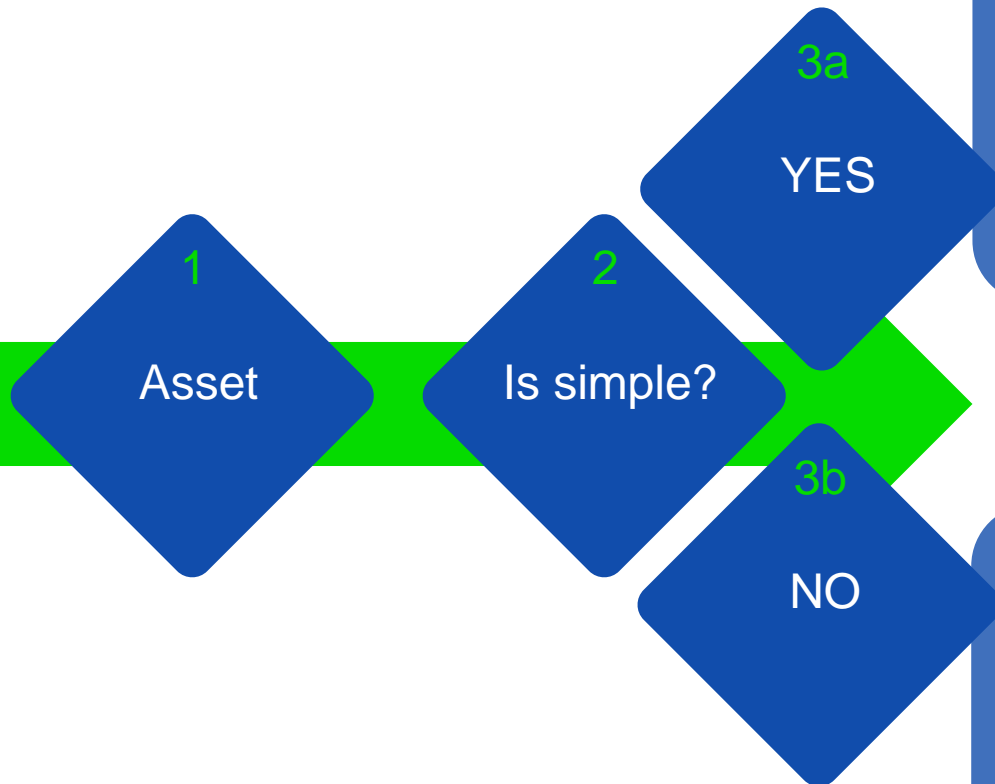 1
Asset
2
Is simple?
3a
YES
3b
NO